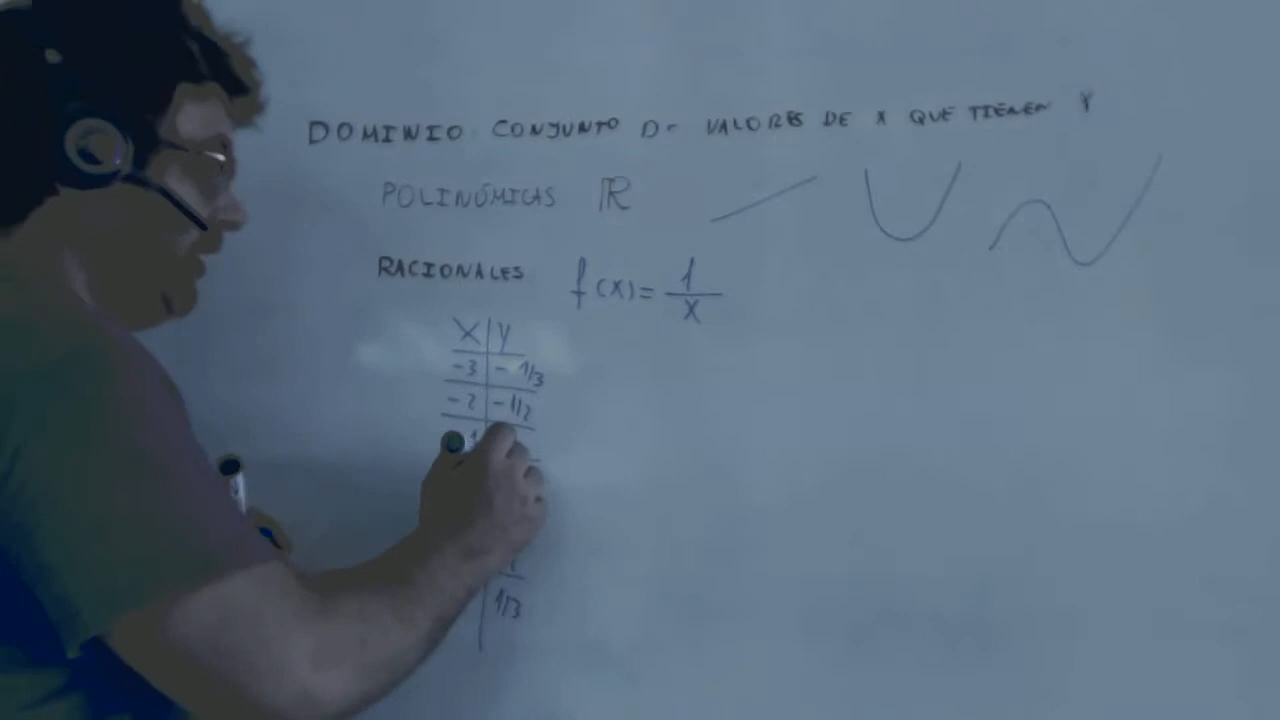 DOMINIO CONJUNTO DE VALORES DE X QUE TIENEN Y
POLINÓMICAS ℝ
RACIONALES f(x)= 1/x
X | y
-3 | -1/3
-2 | -1/2
1/3